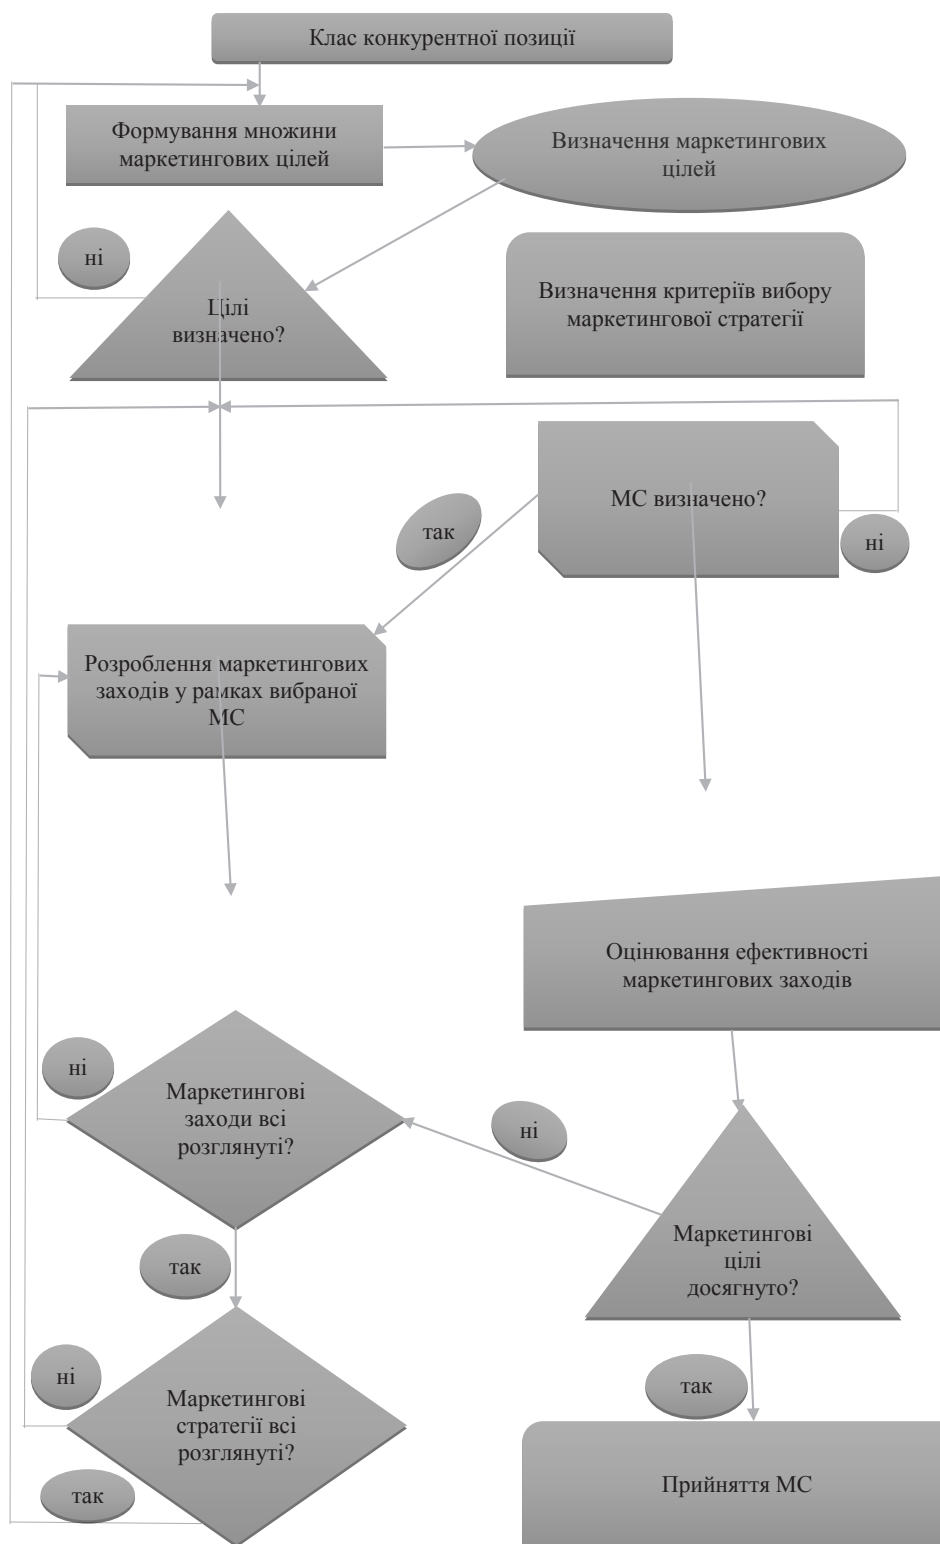 Клас конкурентної позиції
Формування множини
маркетингових цілей
Визначення маркетингових
цілей
ні
Цілі
визначено?
Визначення критеріїв вибору
маркетингової стратегії
МС визначено?
так
ні
Розроблення маркетингових
заходів у рамках вибраної
МС
Оцінювання ефективності
маркетингових заходів
ні
Маркетингові
заходи всі
розглянуті?
ні
Маркетингові
цілі
досягнуто?
так
ні
Маркетингові
стратегії всі
розглянуті?
так
так
Прийняття МС